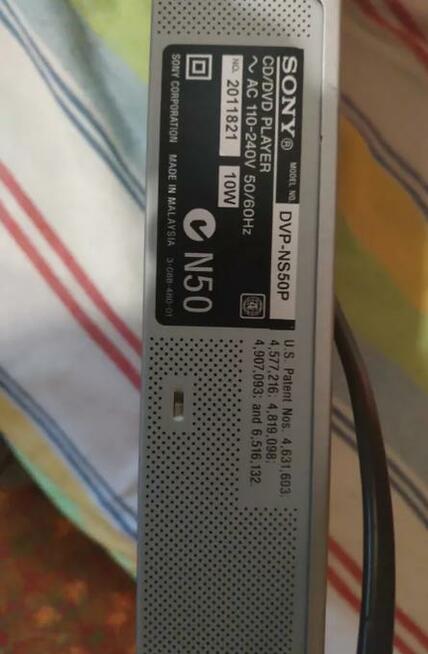 SONY® MODEL NO. DVP-NS50P
CD/DVD PLAYER
~ AC 110-240V 50/60Hz
NO. 2011821 10W
N50
SONY CORPORATION MADE IN MALAYSIA 3-088-480-01
U.S. Patent Nos. 4,631,603;
4,577,216; 4,819,098;
4,907,093; and 6,516,132